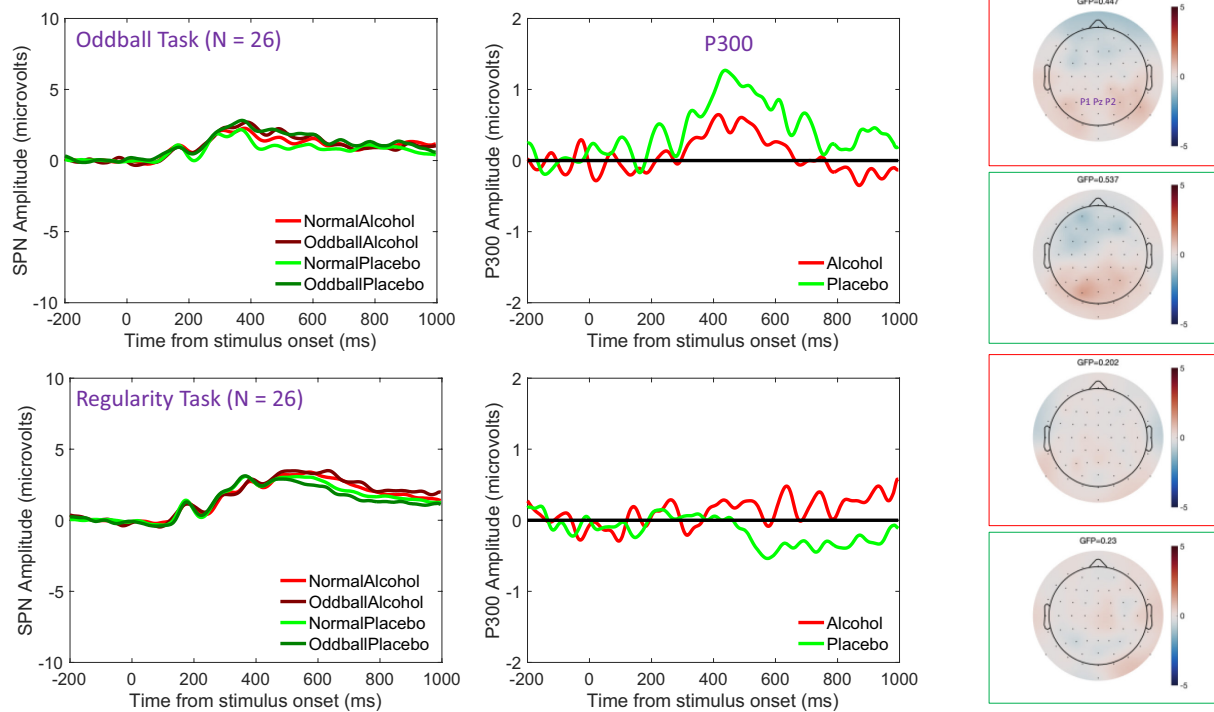 Oddball Task (N = 26)
SPN Amplitude (microvolts)
10
5
0
-5
-10
-200 0 200 400 600 800 1000
Time from stimulus onset (ms)
NormalAlcohol
OddballAlcohol
NormalPlacebo
OddballPlacebo
P300
P300 Amplitude (microvolts)
2
1
0
-1
-2
-200 0 200 400 600 800 1000
Time from stimulus onset (ms)
Alcohol
Placebo
GFP=0.447
P1 Pz P2
5
0
-5
GFP=0.537
5
0
-5
Regularity Task (N = 26)
SPN Amplitude (microvolts)
10
5
0
-5
-10
-200 0 200 400 600 800 1000
Time from stimulus onset (ms)
NormalAlcohol
OddballAlcohol
NormalPlacebo
OddballPlacebo
P300 Amplitude (microvolts)
2
1
0
-1
-2
-200 0 200 400 600 800 1000
Time from stimulus onset (ms)
Alcohol
Placebo
GFP=0.202
5
0
-5
GFP=0.23
5
0
-5